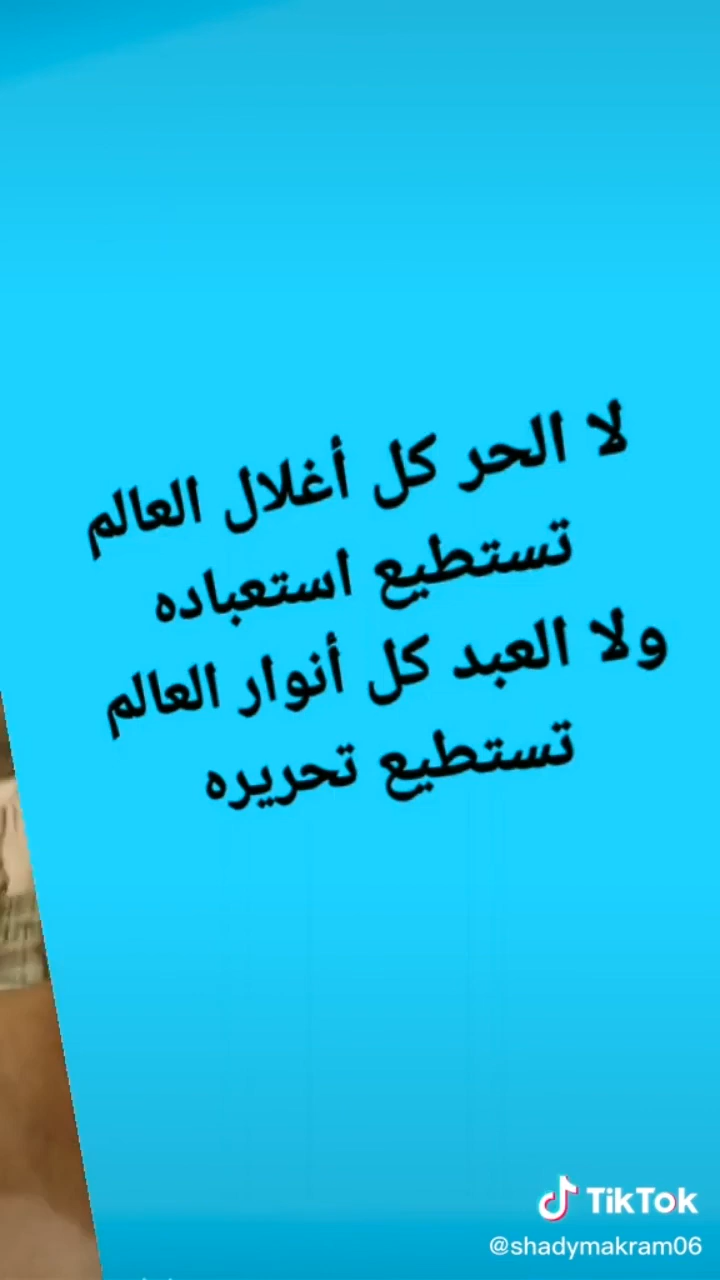 لا الحر كل أغلال العالم
تستطيع استعباده
ولا العبد كل أنوار العالم
تستطيع تحريره
TikTok
@shadymakram06